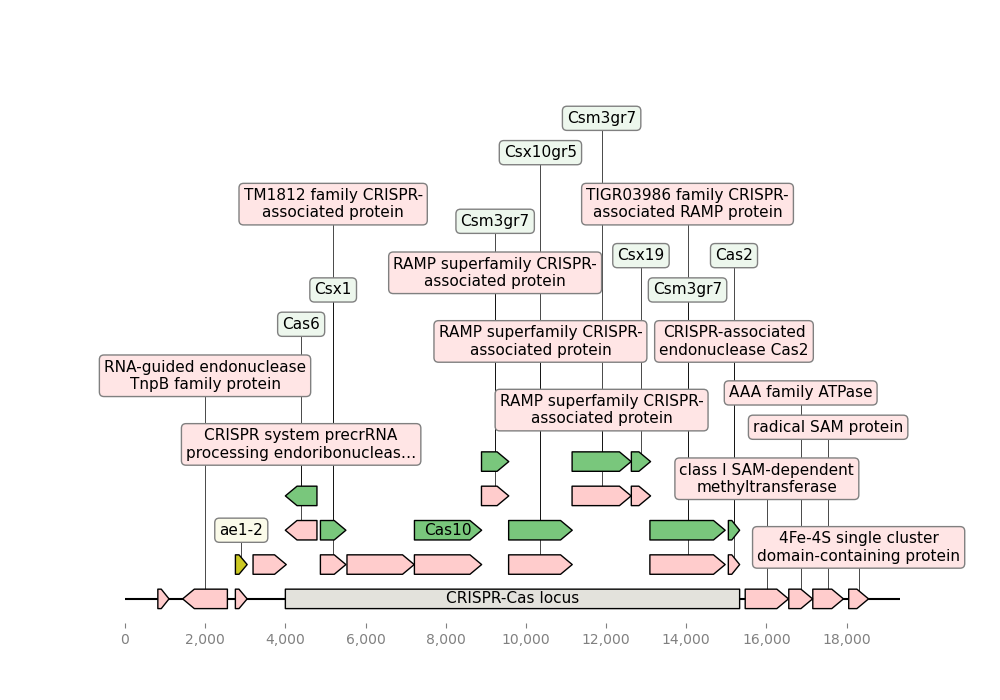 Csm3gr7
Csx10gr5
TM1812 family CRISPR-
associated protein
TIGR03986 family CRISPR-
associated RAMP protein
Csm3gr7
Csx19
Cas2
RAMP superfamily CRISPR-
associated protein
Csx1
Csm3gr7
Cas6
RAMP superfamily CRISPR-
associated protein
CRISPR-associated
endonuclease Cas2
RNA-guided endonuclease
TnpB family protein
AAA family ATPase
RAMP superfamily CRISPR-
associated protein
radical SAM protein
CRISPR system precrRNA
processing endoribonucleas...
class I SAM-dependent
methyltransferase
ae1-2
Cas10
4Fe-4S single cluster
domain-containing protein
CRISPR-Cas locus
0 2,000 4,000 6,000 8,000 10,000 12,000 14,000 16,000 18,000